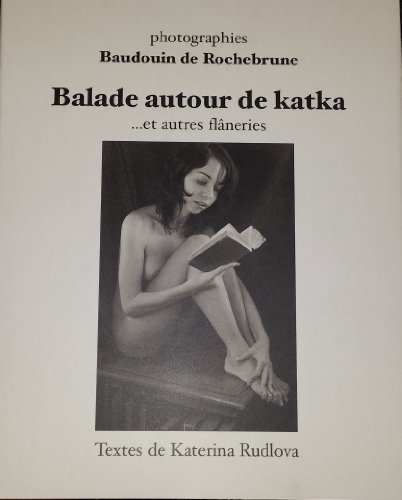 photographies
Baudouin de Rochebrune
Balade autour de katka
...et autres flâneries
Textes de Katerina Rudlova